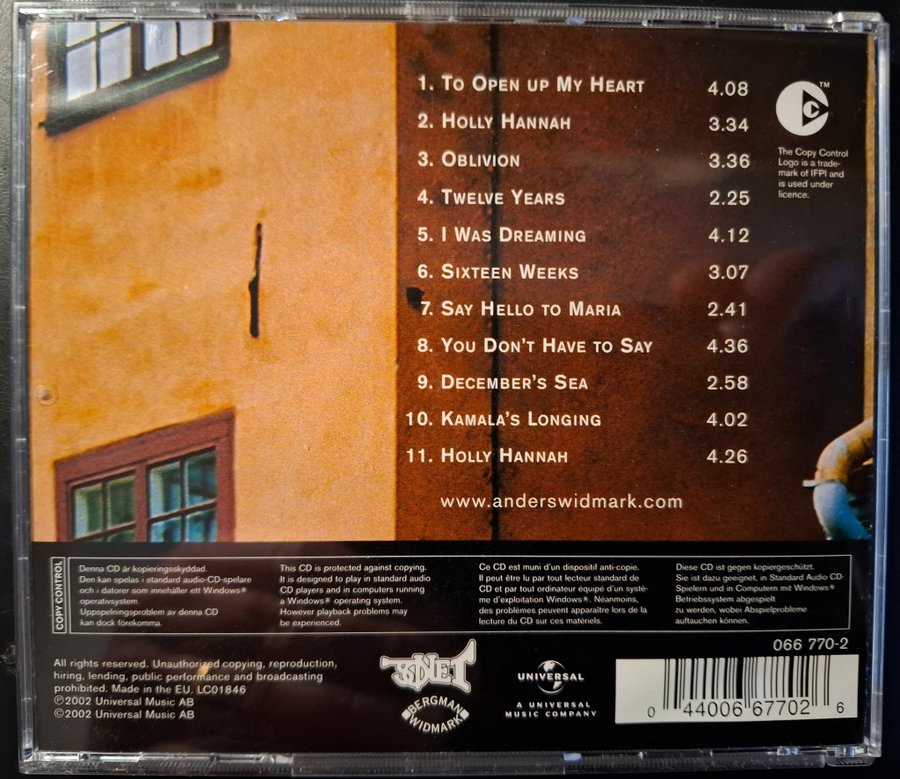 1. To Open up My Heart 4.08
2. Holly Hannah 3.34
3. Oblivion 3.36
4. Twelve Years 2.25
5. I Was Dreaming 4.12
6. Sixteen Weeks 3.07
7. Say Hello to Maria 2.41
8. You Don't Have to Say 4.36
9. December's Sea 2.58
10. Kamala's Longing 4.02
11. Holly Hannah 4.26
www.anderswidmark.com
C TM
The Copy Control
Logo is a trade-
mark of IFPI and
is used under
licence.
COPY CONTROL
Denna CD är kopieringsskyddad.
Den kan spelas i standard audio-CD-spelare
och i datorer som innehåller ett Windows®
operativsystem.
Uppspelningsproblem av denna CD
kan dock förekomma.
This CD is protected against copying.
It is designed to play in standard audio
CD players and in computers running
a Windows® operating system.
However playback problems may
be experienced.
Ce CD est muni d'un dispositif anti-copie.
Il peut être lu par tout lecteur standard de
CD et par tout ordinateur équipé d'un systè-
me d'exploitation Windows®. Néanmoins,
des problèmes peuvent apparaître lors de la
lecture du CD sur ces matériels.
Diese CD ist gegen kopiergeschützt.
Sie ist dazu geeignet, in Standard Audio CD-
Spielern und in Computern mit Windows®
Betriebssystem abgespielt
zu werden, wobei Abspielprobleme
auftauchen können.
All rights reserved. Unauthorized copying, reproduction,
hiring, lending, public performance and broadcasting
prohibited. Made in the EU. LC01846
℗2002 Universal Music AB
©2002 Universal Music AB
BERGMAN
WIDMARK
UNIVERSAL
A UNIVERSAL
MUSIC COMPANY
066 770-2
0 44006 67702 6